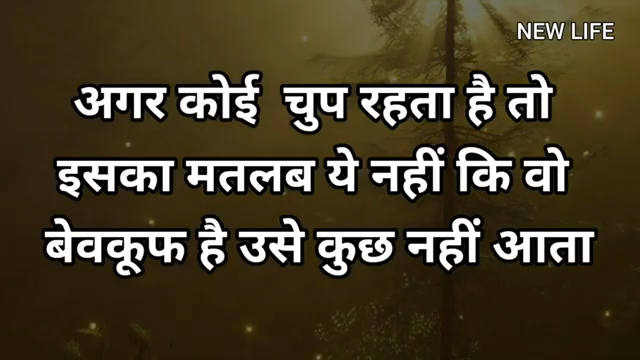 NEW LIFE
अगर कोई चुप रहता है तो
इसका मतलब ये नहीं कि वो
बेवकूफ है उसे कुछ नहीं आता